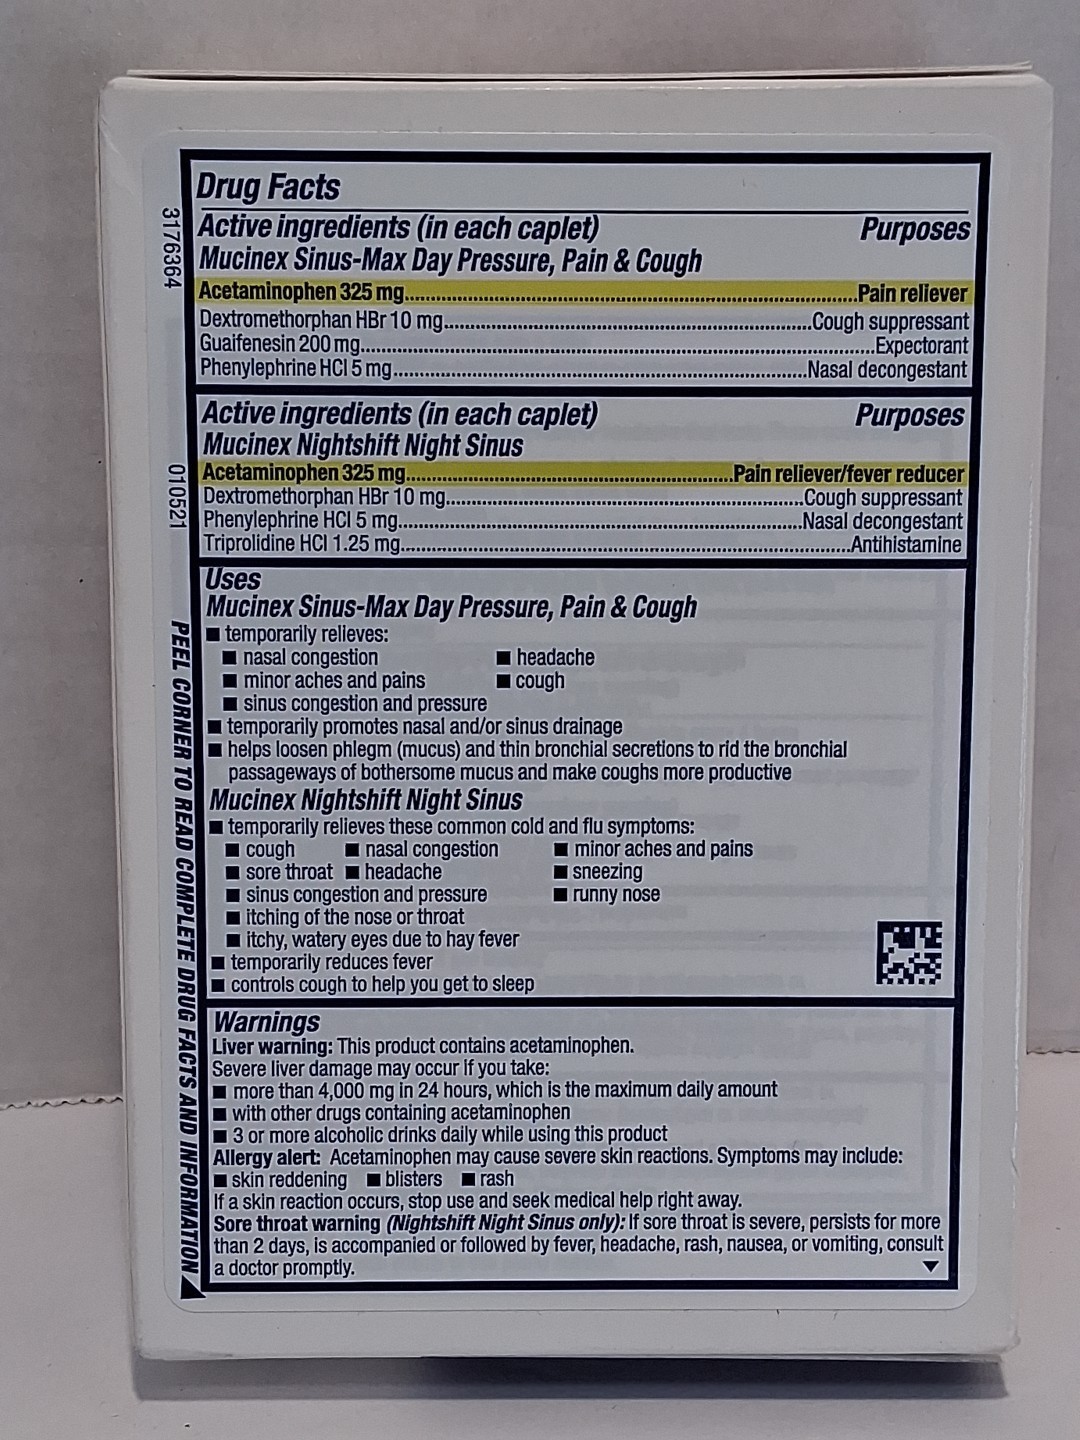 Drug Facts
Active ingredients (in each caplet) Purposes
Mucinex Sinus-Max Day Pressure, Pain & Cough
Acetaminophen 325 mg..........Pain reliever
Dextromethorphan HBr 10 mg..........Cough suppressant
Guaifenesin 200 mg..........Expectorant
Phenylephrine HCl 5 mg..........Nasal decongestant
Active ingredients (in each caplet) Purposes
Mucinex Nightshift Night Sinus
Acetaminophen 325 mg..........Pain reliever/fever reducer
Dextromethorphan HBr 10 mg..........Cough suppressant
Phenylephrine HCl 5 mg..........Nasal decongestant
Triprolidine HCl 1.25 mg..........Antihistamine
Uses
Mucinex Sinus-Max Day Pressure, Pain & Cough
■ temporarily relieves:
■ nasal congestion ■ headache
■ minor aches and pains ■ cough
■ sinus congestion and pressure
■ temporarily promotes nasal and/or sinus drainage
■ helps loosen phlegm (mucus) and thin bronchial secretions to rid the bronchial
passageways of bothersome mucus and make coughs more productive
Mucinex Nightshift Night Sinus
■ temporarily relieves these common cold and flu symptoms:
■ cough ■ nasal congestion ■ minor aches and pains
■ sore throat ■ headache ■ sneezing
■ sinus congestion and pressure ■ runny nose
■ itching of the nose or throat
■ itchy, watery eyes due to hay fever
■ temporarily reduces fever
■ controls cough to help you get to sleep
Warnings
Liver warning: This product contains acetaminophen.
Severe liver damage may occur if you take:
■ more than 4,000 mg in 24 hours, which is the maximum daily amount
■ with other drugs containing acetaminophen
■ 3 or more alcoholic drinks daily while using this product
Allergy alert: Acetaminophen may cause severe skin reactions. Symptoms may include:
■ skin reddening ■ blisters ■ rash
If a skin reaction occurs, stop use and seek medical help right away.
Sore throat warning (Nightshift Night Sinus only): If sore throat is severe, persists for more
than 2 days, is accompanied or followed by fever, headache, rash, nausea, or vomiting, consult
a doctor promptly.
3176364
010521
PEEL CORNER TO READ COMPLETE DRUG FACTS AND INFORMATION